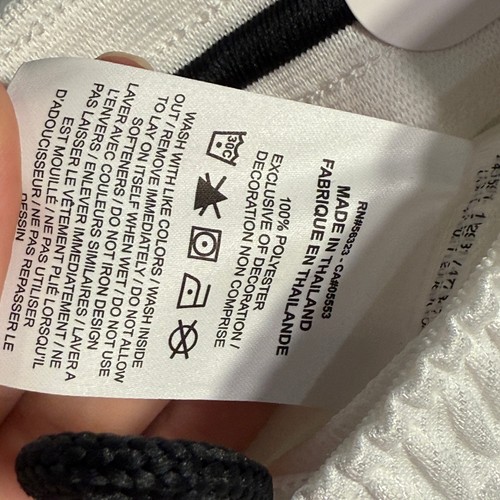 RN#56323 - CA#05553
MADE IN THAILAND
FABRIQUE EN THAILANDE
100% POLYESTER
EXCLUSIVE OF DECORATION /
DECORATION NON COMPRISE
30C
WASH WITH LIKE COLORS / WASH INSIDE
OUT / REMOVE IMMEDIATELY / DO NOT ALLOW
TO LAY ON ITSELF WHEN WET / DO NOT USE
SOFTENERS / DO NOT IRON DESIGN
LAVER AVEC COULEURS SIMILAIRES / LAVER A
L'ENVERS / ENLEVER IMMEDIATEMENT / NE
PAS LAISSER LE VETEMENT PLIE LORSQU'IL
EST MOUILLÉ / NE PAS UTILISER
D'ADOUCISSEUR / NE PAS REPASSER LE
DESSIN